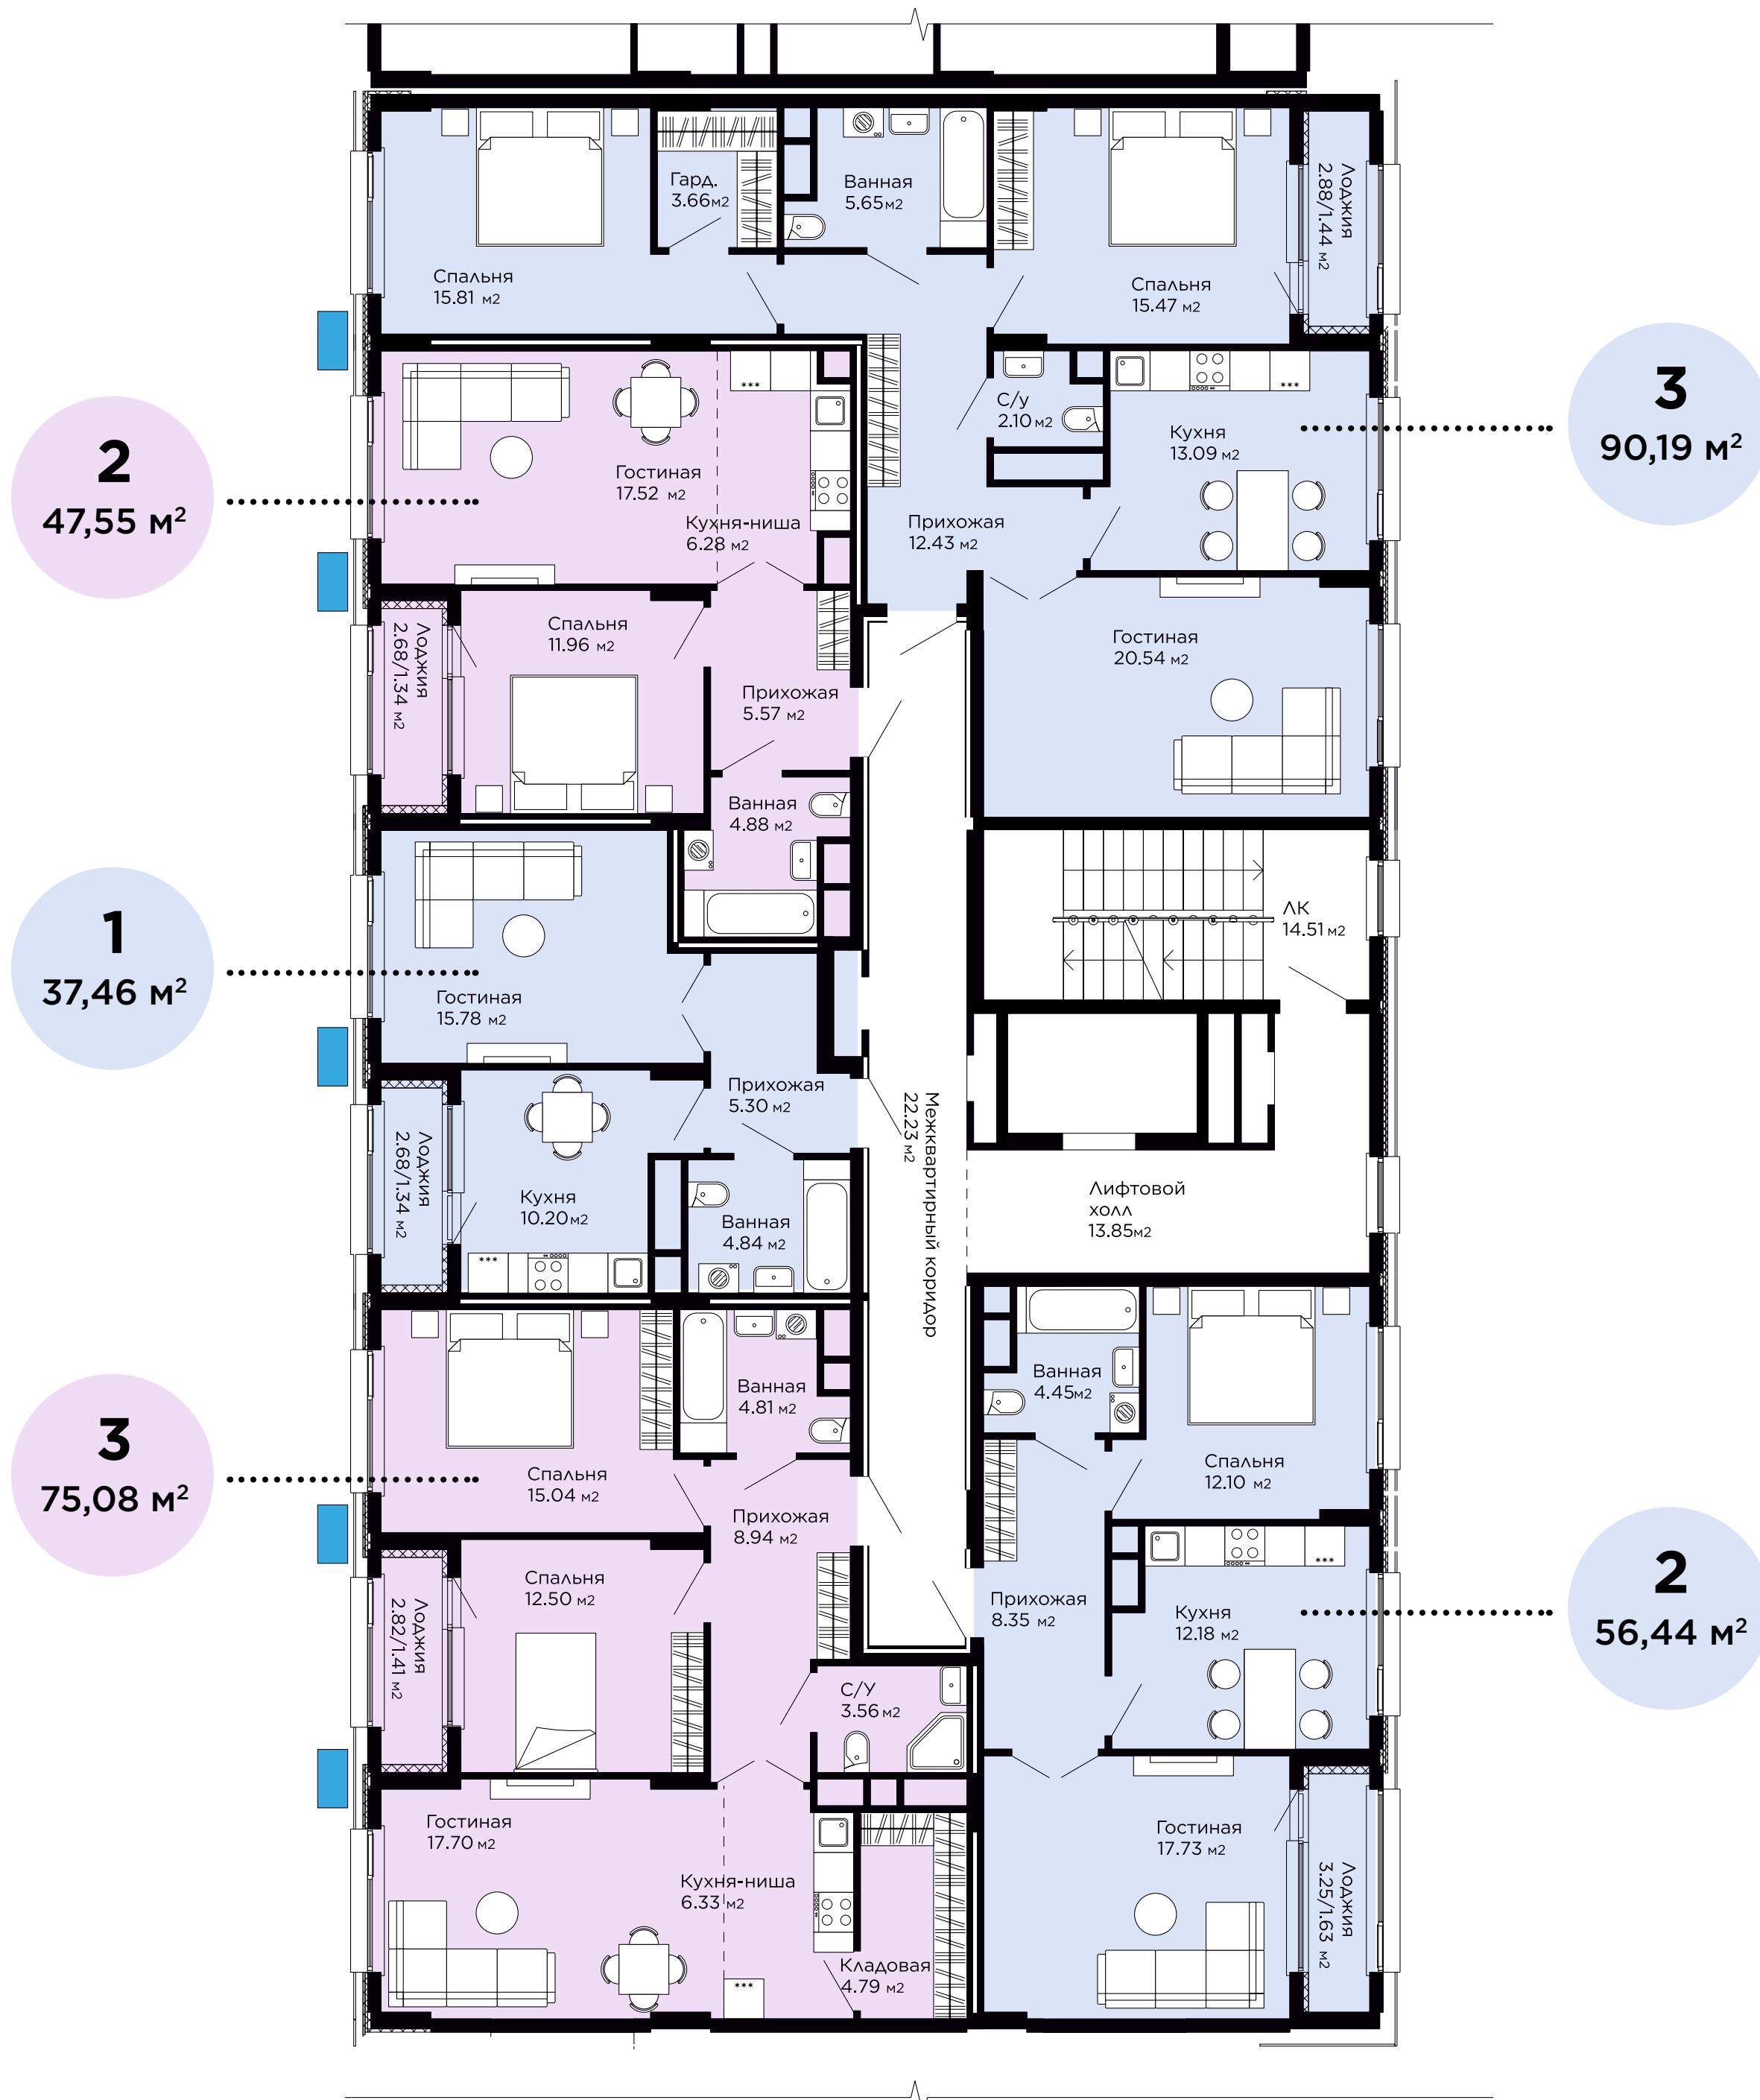 Гард.
3.66м2
Ванная
5.65м2
Лоджия
2.88/1.44 м2
Спальня
15.81 м2
Спальня
15.47 м2
3
90,19 м²
2
47,55 м²
С/у
2.10 м2
Кухня
13.09 м2
Гостиная
17.52 м2
Кухня-ниша
6.28 м2
Прихожая
12.43 м2
Спальня
11.96 м2
Лоджия
2.68/1.34 м2
Гостиная
20.54 м2
Прихожая
5.57 м2
Ванная
4.88 м2
1
37,46 м²
ЛК
14.51 м2
Гостиная
15.78 м2
Прихожая
5.30 м2
Межквартирный коридор
22.23 м2
Лоджия
2.68/1.34 м2
Кухня
10.20м2
Ванная
4.84 м2
Лифтовой
холл
13.85м2
3
75,08 м²
Ванная
4.81 м2
Ванная
4.45м2
Спальня
15.04 м2
Спальня
12.10 м2
Прихожая
8.94 м2
Спальня
12.50 м2
Лоджия
2.82/1.41 м2
Прихожая
8.35 м2
Кухня
12.18 м2
2
56,44 м²
С/У
3.56 м2
Гостиная
17.70 м2
Кухня-ниша
6.33 м2
Гостиная
17.73 м2
Лоджия
3.25/1.63 м2
Кладовая
4.79 м2